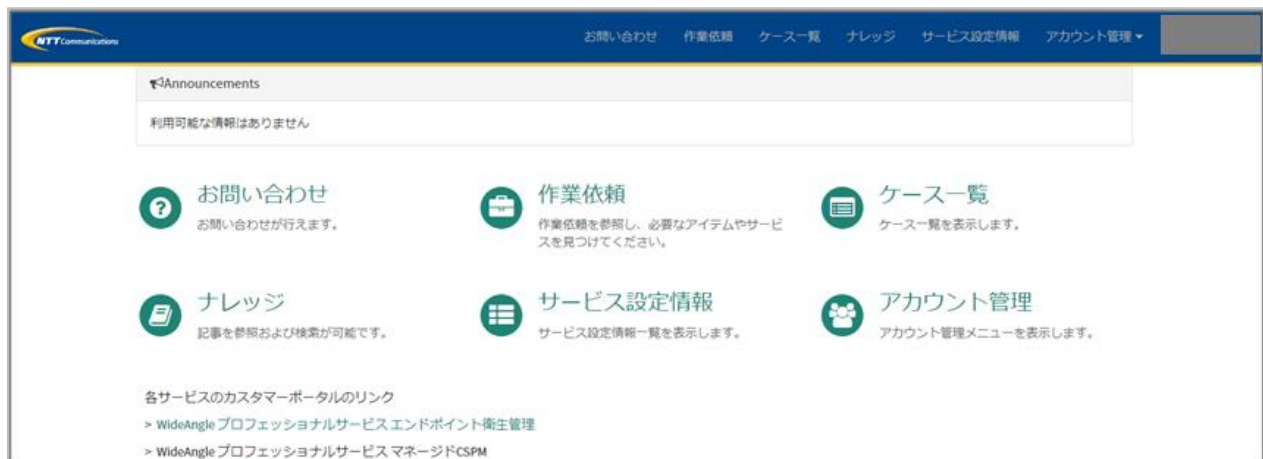 NTT Communications
お問い合わせ 作業依頼 ケース一覧 ナレッジ サービス設定情報 アカウント管理
Announcements
利用可能な情報はありません
お問い合わせ
お問い合わせが行えます。
作業依頼
作業依頼を参照し、必要なアイテムやサービ
スを見つけてください。
ケース一覧
ケース一覧を表示します。
ナレッジ
記事を参照および検索が可能です。
サービス設定情報
サービス設定情報一覧を表示します。
アカウント管理
アカウント管理メニューを表示します。
各サービスのカスタマーポータルのリンク
> WideAngle プロフェッショナルサービス エンドポイント衛生管理
> WideAngle プロフェッショナルサービス マネージドCSPM